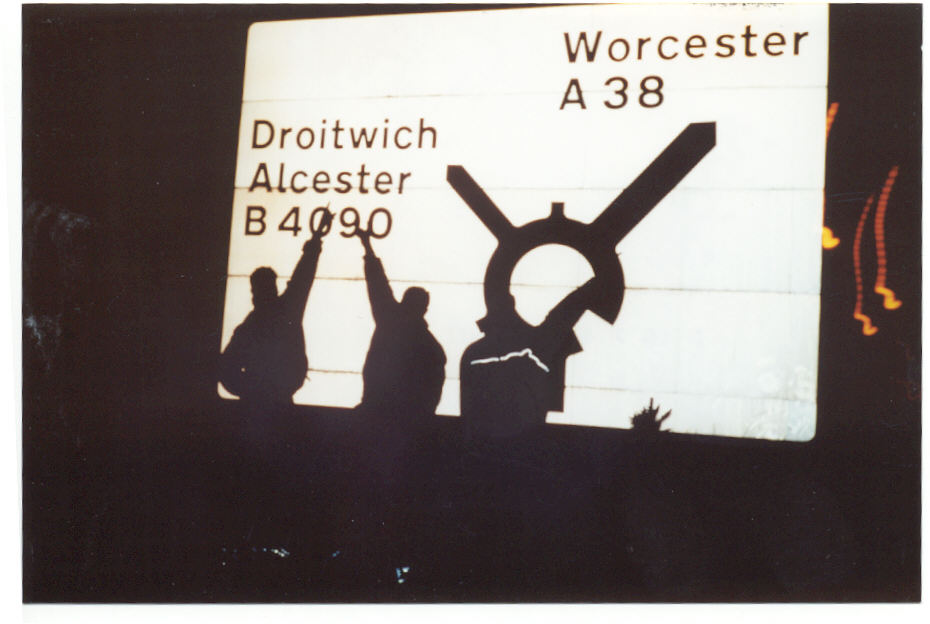 Worcester
A 38
Droitwich
Alcester
B 4090